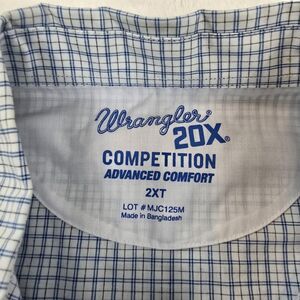 Wrangler®
20X®
COMPETITION
ADVANCED COMFORT
2XT
LOT # MJC125M
Made in Bangladesh